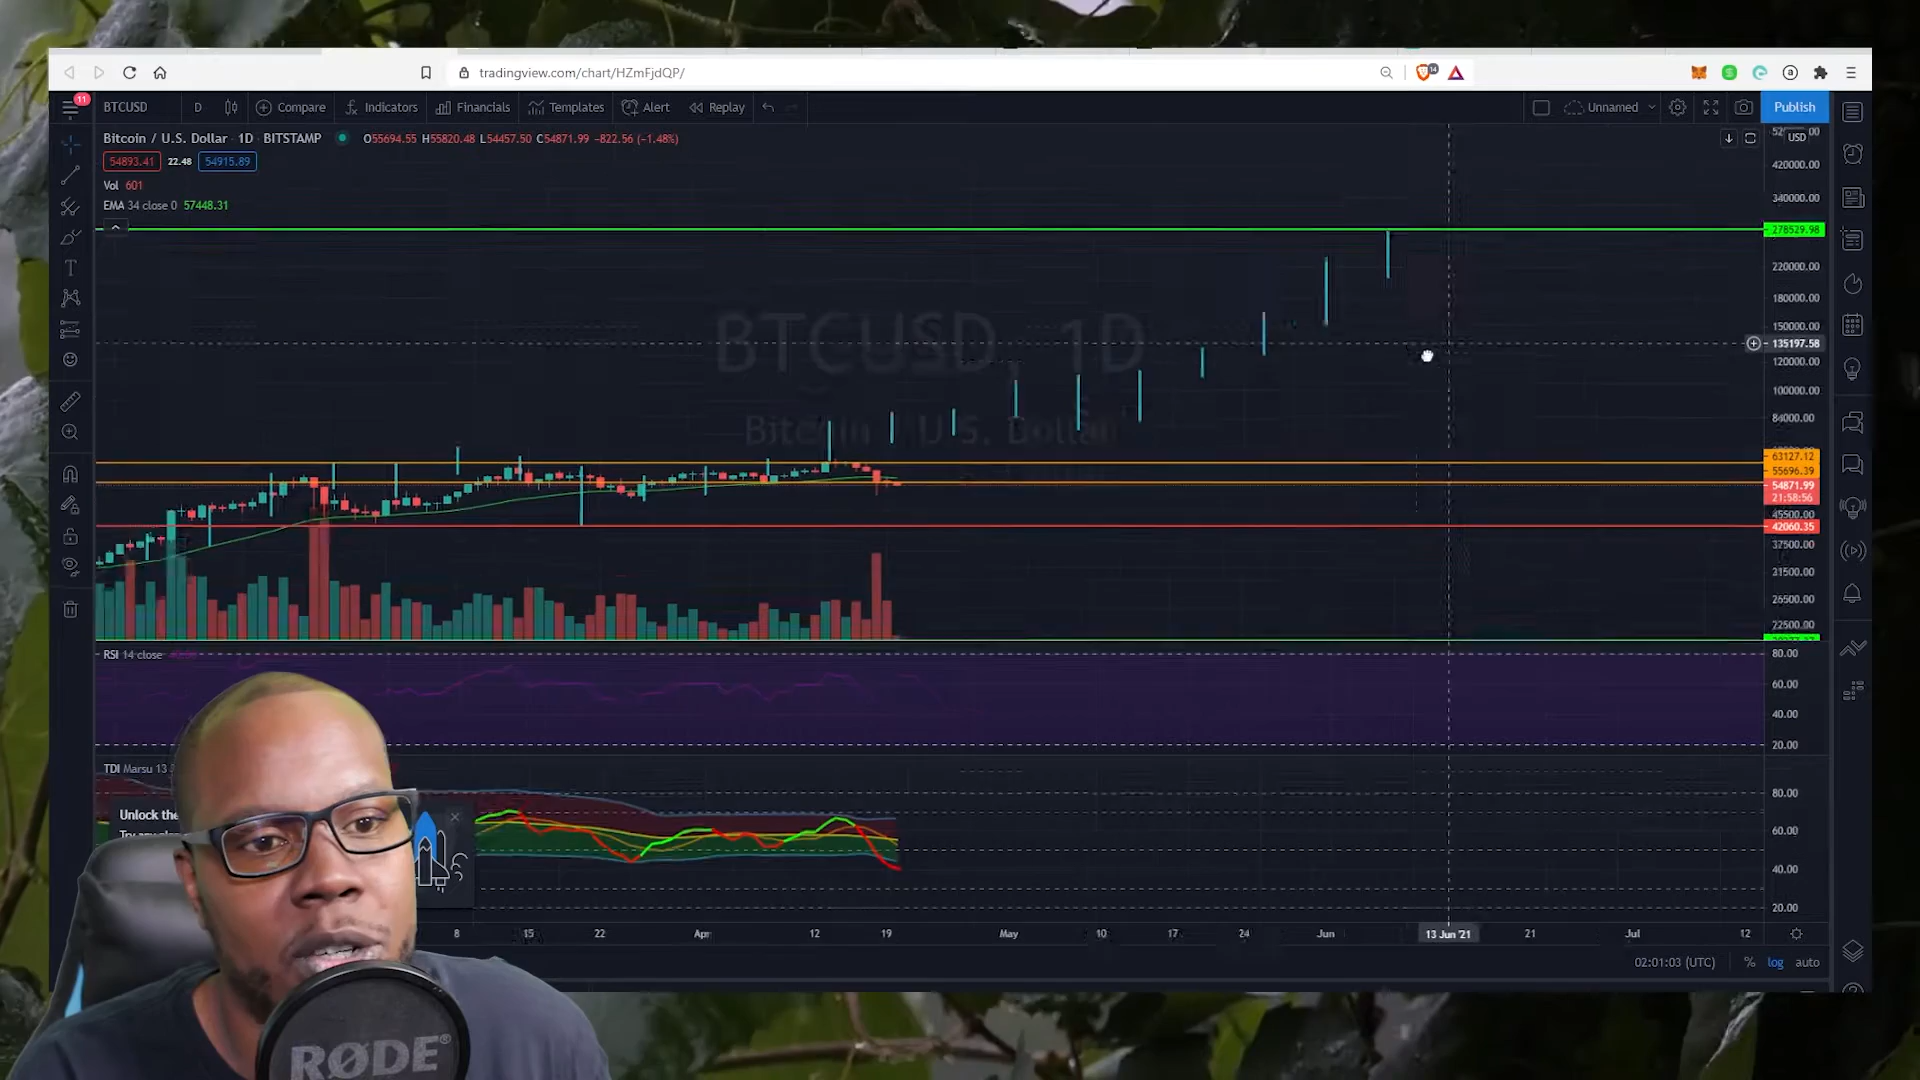 tradingview.com/chart/HZmFjdQP/
14
11
BTCUSD D Compare Indicators Financials Templates Alert Replay Unnamed Publish
Bitcoin / U.S. Dollar · 1D · BITSTAMP O55694.55 H55820.48 L54457.50 C54871.99 −822.56 (−1.48%)
54893.41 22.48 54915.89
Vol 601
EMA 34 close 0 57448.31
USD
420000.00
340000.00
278529.98
220000.00
180000.00
150000.00
135197.58
120000.00
100000.00
84000.00
63127.12
55696.39
54871.99
21:58:56
45500.00
42060.35
37500.00
31500.00
26500.00
22500.00
BTCUSD, 1D
Bitcoin / U.S. Dollar
RSI 14 close
80.00
60.00
40.00
20.00
TDI Marsu 13
80.00
60.00
40.00
20.00
Unlock the
8 15 22 Apr 12 19 May 10 17 24 Jun 13 Jun '21 21 Jul 12
02:01:03 (UTC) % log auto
RØDE®